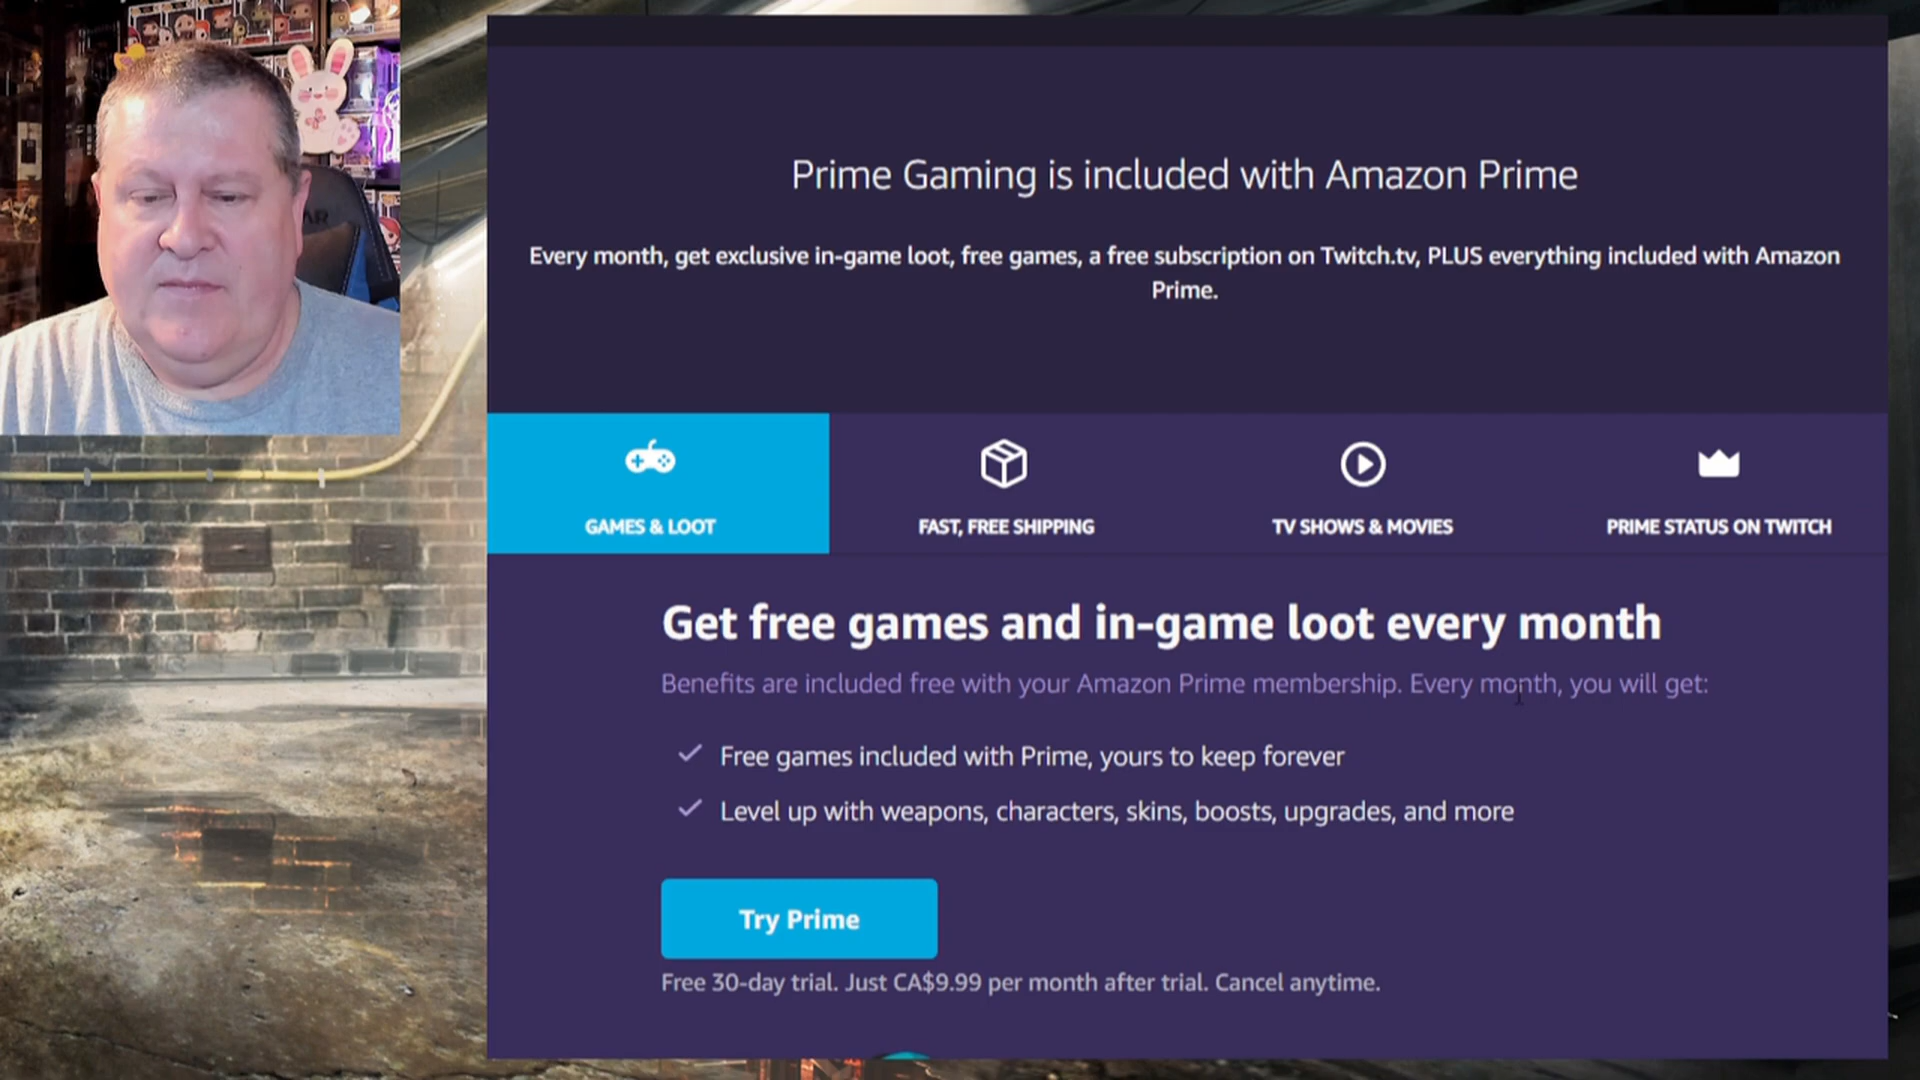 Prime Gaming is included with Amazon Prime
Every month, get exclusive in-game loot, free games, a free subscription on Twitch.tv, PLUS everything included with Amazon
Prime.
GAMES & LOOT
FAST, FREE SHIPPING
TV SHOWS & MOVIES
PRIME STATUS ON TWITCH
Get free games and in-game loot every month
Benefits are included free with your Amazon Prime membership. Every month, you will get:
Free games included with Prime, yours to keep forever
Level up with weapons, characters, skins, boosts, upgrades, and more
Try Prime
Free 30-day trial. Just CA$9.99 per month after trial. Cancel anytime.